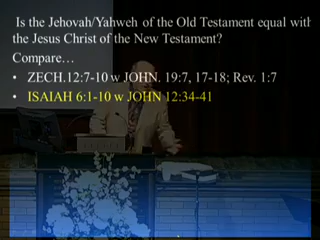 Is the Jehovah/Yahweh of the Old Testament equal with
the Jesus Christ of the New Testament?
Compare…
• ZECH.12:7-10 w JOHN. 19:7, 17-18; Rev. 1:7
• ISAIAH 6:1-10 w JOHN 12:34-41